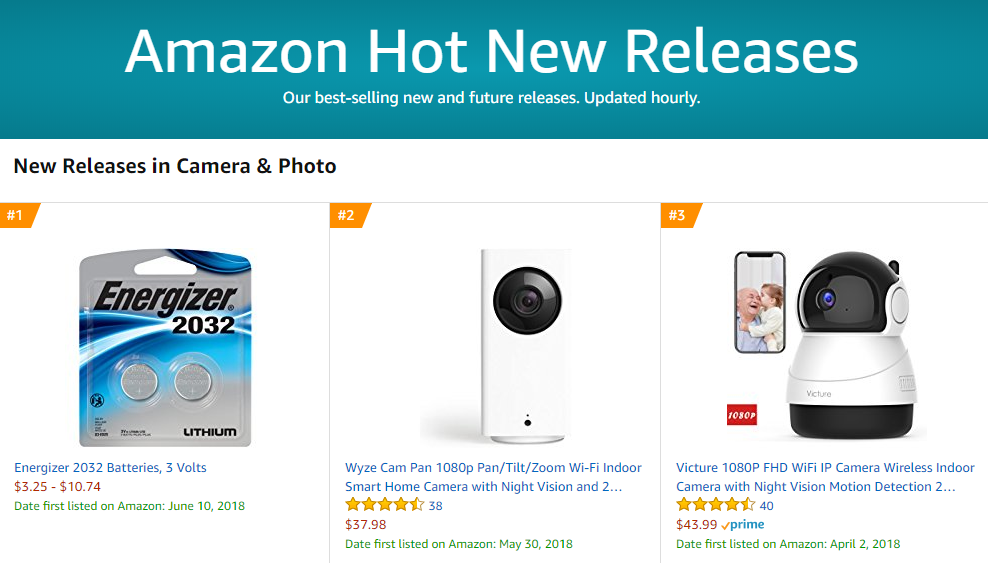 Amazon Hot New Releases
Our best-selling new and future releases. Updated hourly.
New Releases in Camera & Photo
#1
Energizer®
2032
LITHIUM
Energizer 2032 Batteries, 3 Volts
$3.25 - $10.74
Date first listed on Amazon: June 10, 2018
#2
Wyze Cam Pan 1080p Pan/Tilt/Zoom Wi-Fi Indoor
Smart Home Camera with Night Vision and 2...
38
$37.98
Date first listed on Amazon: May 30, 2018
#3
Victure
1080P
Victure 1080P FHD WiFi IP Camera Wireless Indoor
Camera with Night Vision Motion Detection 2...
40
$43.99 prime
Date first listed on Amazon: April 2, 2018